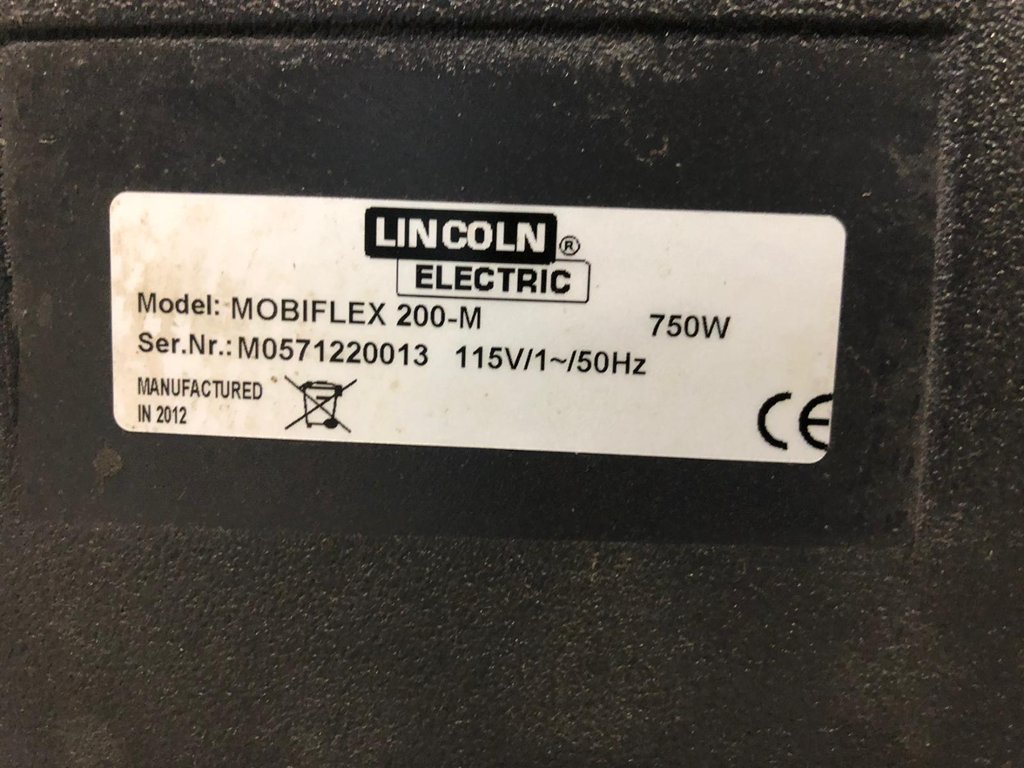 LINCOLN ®
ELECTRIC
Model: MOBIFLEX 200-M 750W
Ser.Nr.: M0571220013 115V/1~/50Hz
MANUFACTURED
IN 2012
CE